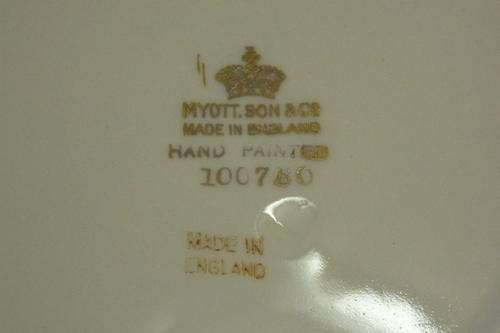 MYOTT. SON & Co
MADE IN ENGLAND
HAND PAINTED
100780
MADE IN
ENGLAND